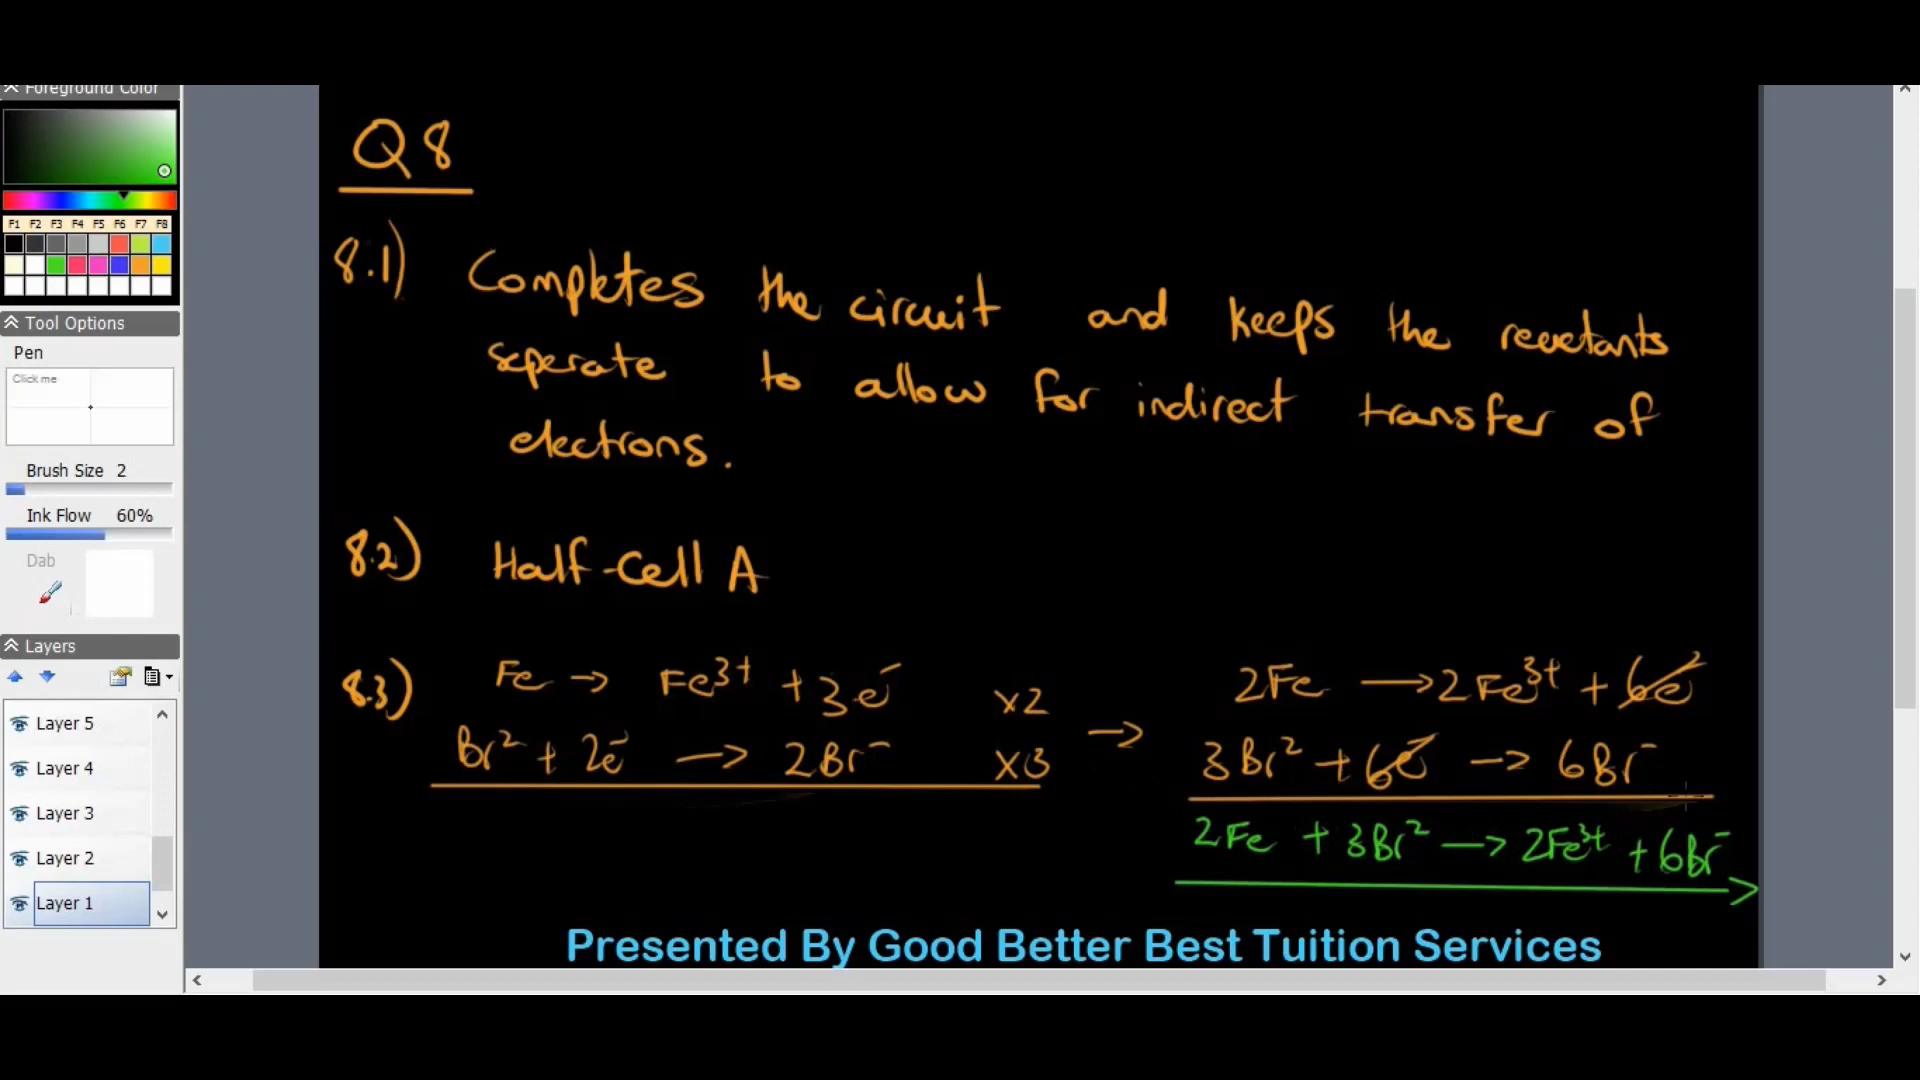 Foreground Color
F1 F2 F3 F4 F5 F6 F7 F8
Tool Options
Pen
Click me
Brush Size 2
Ink Flow 60%
Dab
Layers
Layer 5
Layer 4
Layer 3
Layer 2
Layer 1
Q8
8.1) Completes the circuit and keeps the reactants
seperate to allow for indirect transfer of
electrons.
8.2) Half-Cell A
8.3) Fe → Fe³⁺ + 3e⁻ x2
Br² + 2e⁻ → 2Br⁻ x3
→
2Fe → 2Fe³⁺ + 6e⁻
3Br² + 6e⁻ → 6Br⁻
2Fe + 3Br² → 2Fe³⁺ + 6Br⁻
Presented By Good Better Best Tuition Services